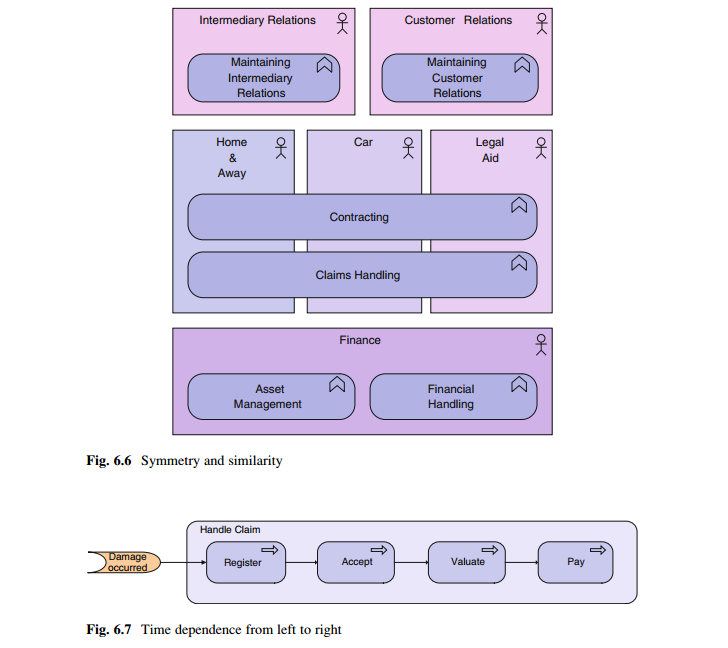 Intermediary Relations
Customer Relations
Maintaining
Intermediary
Relations
Maintaining
Customer
Relations
Home
&
Away
Car
Legal
Aid
Contracting
Claims Handling
Finance
Asset
Management
Financial
Handling
Fig. 6.6 Symmetry and similarity
Handle Claim
Damage
occurred
Register
Accept
Valuate
Pay
Fig. 6.7 Time dependence from left to right